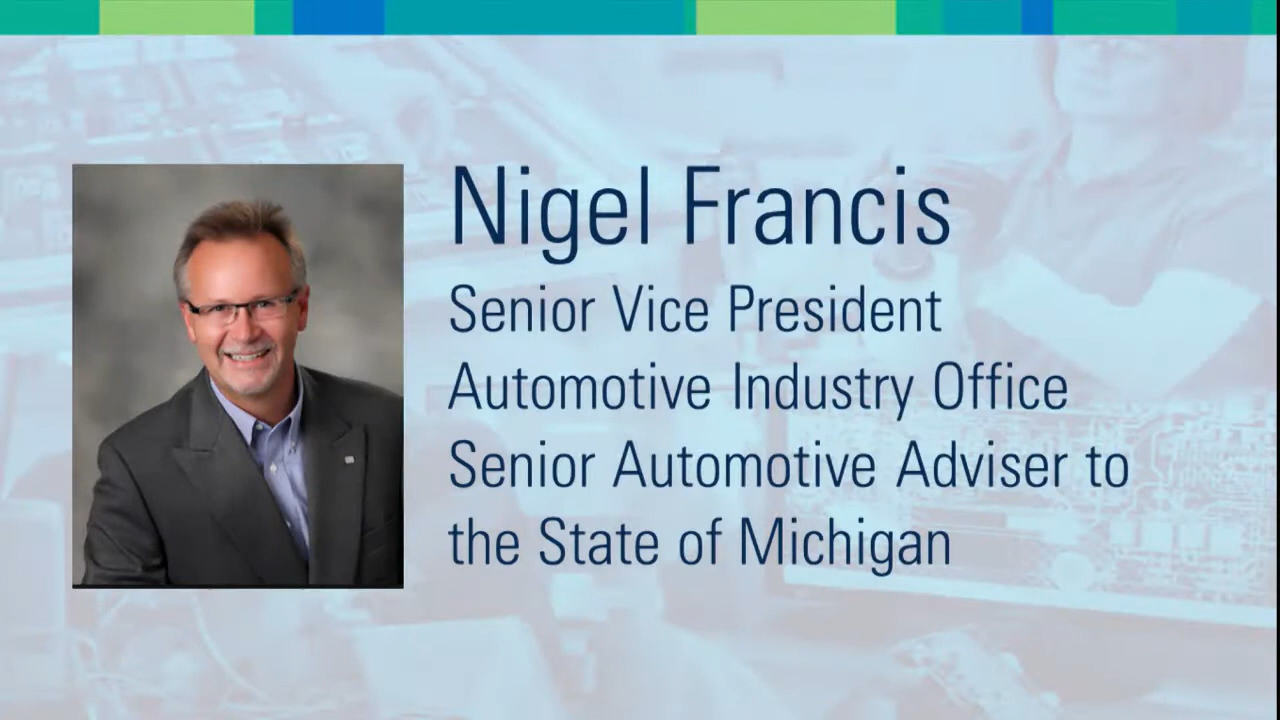 Nigel Francis
Senior Vice President
Automotive Industry Office
Senior Automotive Adviser to
the State of Michigan